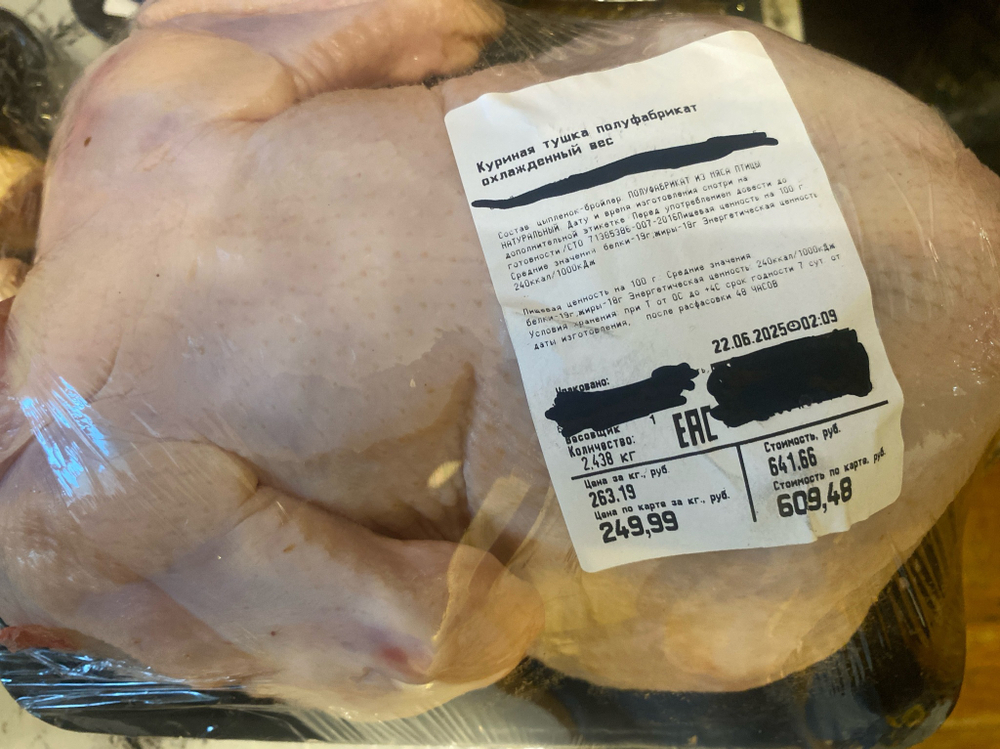 Куриная тушка полуфабрикат
охлажденный вес
Состав цыпленок-бройлер ПОЛУФАБРИКАТ ИЗ МЯСА ПТИЦЫ
НАТУРАЛЬНЫЙ Дату и время изготовления смотри на
дополнительной этикетке Перед употреблением довести до
готовности/СТО 71365386-007-2016Пищевая ценность на 100 г
Средние значения белки-19г;жиры-18г Энергетическая ценность
240ккал/1000кДж
Пищевая ценность на 100 г. Средние значения
белки-19г,жиры-18г Энергетическая ценность: 240ккал/1000кДж
Условия хранения при Т от 0С до +4С срок годности 7 сут от
даты изготовления, после расфасовки 48 ЧАСОВ
22.06.2025 02:09
Упаковано:
Весовщик 1
Количество:
2,438 кг
EAC
Цена за кг., руб.
263.19
Цена по карте за кг., руб.
249,99
Стоимость, руб.
641.66
Стоимость по карте, руб.
609,48